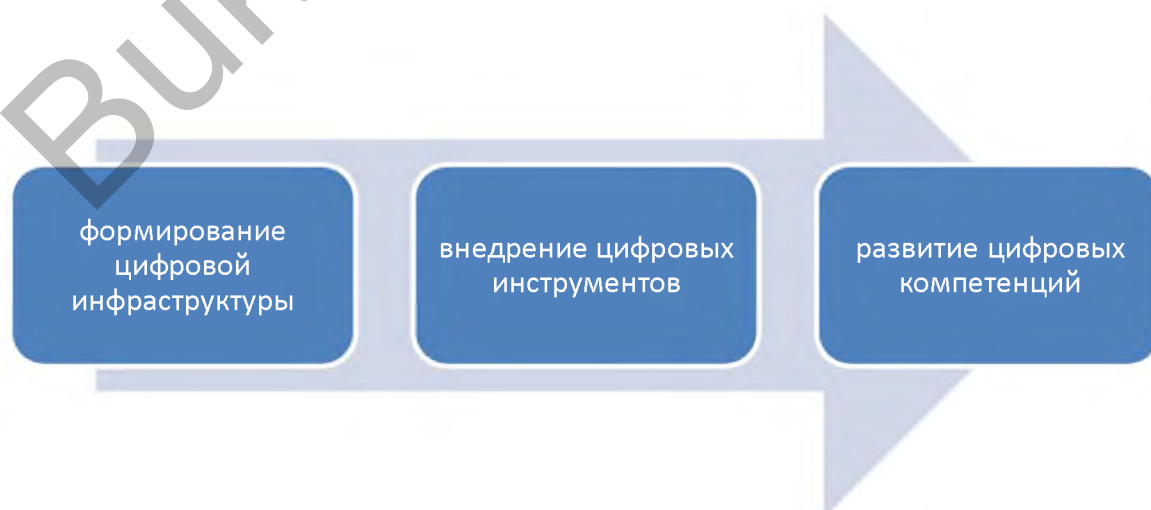 формирование
цифровой
инфраструктуры
внедрение цифровых
инструментов
развитие цифровых
компетенций